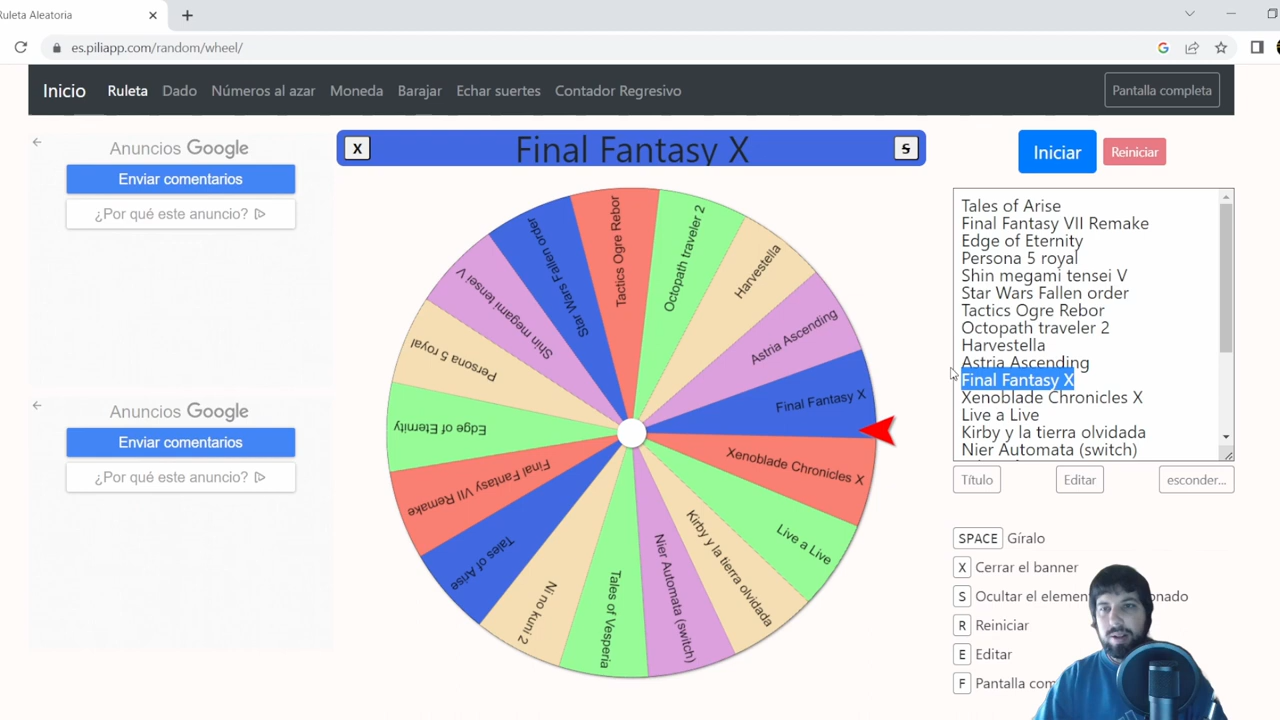 Ruleta Aleatoria
es.piliapp.com/random/wheel/
Inicio Ruleta Dado Números al azar Moneda Barajar Echar suertes Contador Regresivo Pantalla completa
Anuncios Google
Enviar comentarios
¿Por qué este anuncio?
Anuncios Google
Enviar comentarios
¿Por qué este anuncio?
X Final Fantasy X S
Tactics Ogre Rebor
Octopath traveler 2
Harvestella
Astria Ascending
Final Fantasy X
Xenoblade Chronicles X
Live a Live
Kirby y la tierra olvidada
Nier Automata (switch)
Tales of Vesperia
Ni no kuni 2
Tales of Arise
Final Fantasy VII Remake
Edge of Eternity
Persona 5 royal
Shin megami tensei V
Star Wars Fallen order
Iniciar Reiniciar
Tales of Arise
Final Fantasy VII Remake
Edge of Eternity
Persona 5 royal
Shin megami tensei V
Star Wars Fallen order
Tactics Ogre Rebor
Octopath traveler 2
Harvestella
Astria Ascending
Final Fantasy X
Xenoblade Chronicles X
Live a Live
Kirby y la tierra olvidada
Nier Automata (switch)
Título Editar esconder...
SPACE Gíralo
X Cerrar el banner
S Ocultar el elemen onado
R Reiniciar
E Editar
F Pantalla com